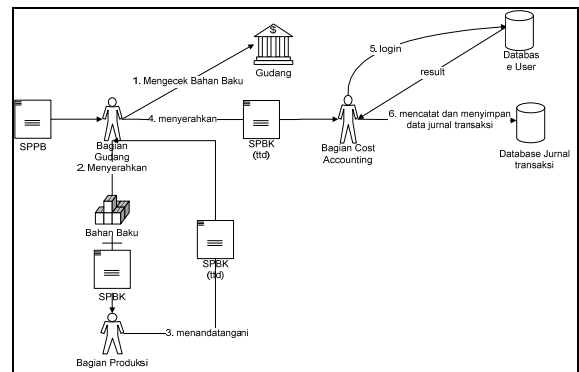 5. login
Databas
e User
1. Mengecek Bahan Baku
Gudang
result
SPPB
4. menyerahkan
6. mencatat dan menyimpan
data jurnal transaksi
Bagian
Gudang
SPBK
(ttd)
Bagian Cost
Accounting
Database Jurnal
transaksi
2. Menyerahkan
Bahan Baku
SPBK
(ttd)
SPBK
3. menandatangani
Bagian Produksi